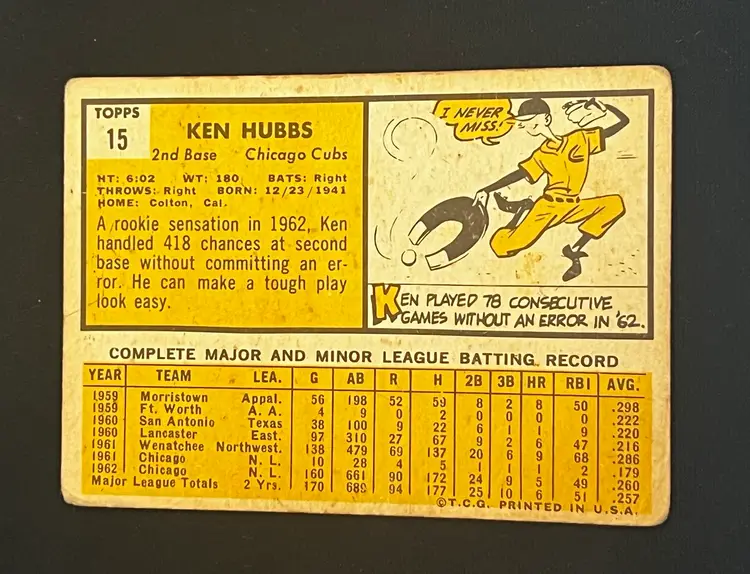 TOPPS
15
KEN HUBBS
2nd Base Chicago Cubs
HT: 6:02 WT: 180 BATS: Right
THROWS: Right BORN: 12/23/1941
HOME: Colton, Cal.
A rookie sensation in 1962, Ken
handled 418 chances at second
base without committing an er-
ror. He can make a tough play
look easy.
I NEVER
MISS!
KEN PLAYED 78 CONSECUTIVE
GAMES WITHOUT AN ERROR IN '62.
COMPLETE MAJOR AND MINOR LEAGUE BATTING RECORD
YEAR TEAM LEA. G AB R H 2B 3B HR RBI AVG.
1959 Morristown Appal. 56 198 52 59 8 2 8 50 .298
1959 Ft. Worth A. A. 4 9 0 2 0 0 0 0 .222
1960 San Antonio Texas 38 100 9 22 6 1 1 9 .220
1960 Lancaster East. 97 310 27 67 9 2 6 47 .216
1961 Wenatchee Northwest. 138 479 69 137 20 6 9 68 .286
1961 Chicago N. L. 10 28 4 5 1 1 1 2 .179
1962 Chicago N. L. 160 661 90 172 24 9 5 49 .260
Major League Totals 2 Yrs. 170 689 94 177 25 10 6 51 .257
©T.C.G. PRINTED IN U.S.A.